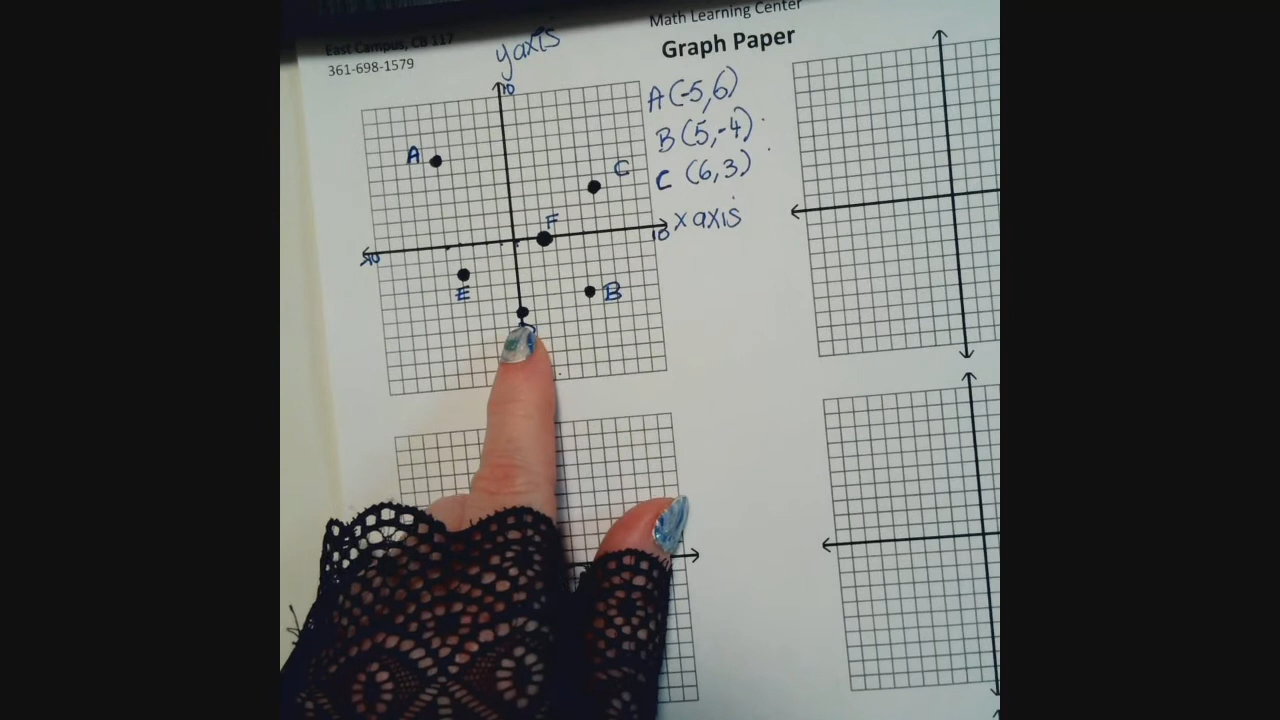 Math Learning Center
East Campus, CB 117
y axis
Graph Paper
361-698-1579
10
A (-5,6)
B (5,-4)
A
C
C (6,3)
F
x axis
10
-10
E
B